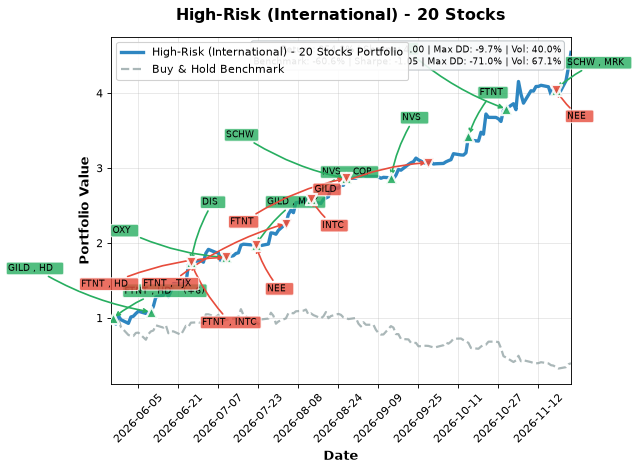 High-Risk (International) - 20 Stocks
High-Risk (International) - 20 Stocks Portfolio
Buy & Hold Benchmark
.00 | Max DD: -9.7% | Vol: 40.0%
Benchmark: -60.6% | Sharpe: -1.05 | Max DD: -71.0% | Vol: 67.1%
SCHW , MRK
FTNT
NEE
NVS
SCHW
NVS
COP
GILD
DIS
GILD , M
FTNT
INTC
OXY
GILD , HD
FTNT , HD
FTNT , TJX
NEE
FTNT , INTC
Portfolio Value
4
3
2
1
2026-06-05
2026-06-21
2026-07-07
2026-07-23
2026-08-08
2026-08-24
2026-09-09
2026-09-25
2026-10-11
2026-10-27
2026-11-12
Date